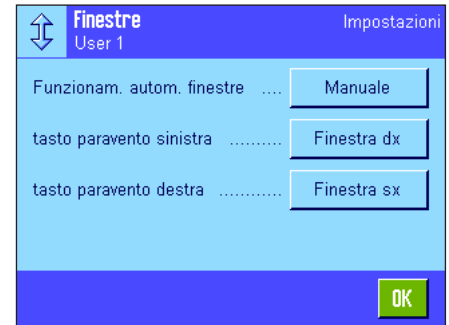 Finestre Impostazioni
User 1
Funzionam. autom. finestre .... Manuale
tasto paravento sinistra .......... Finestra dx
tasto paravento destra ............ Finestra sx
OK